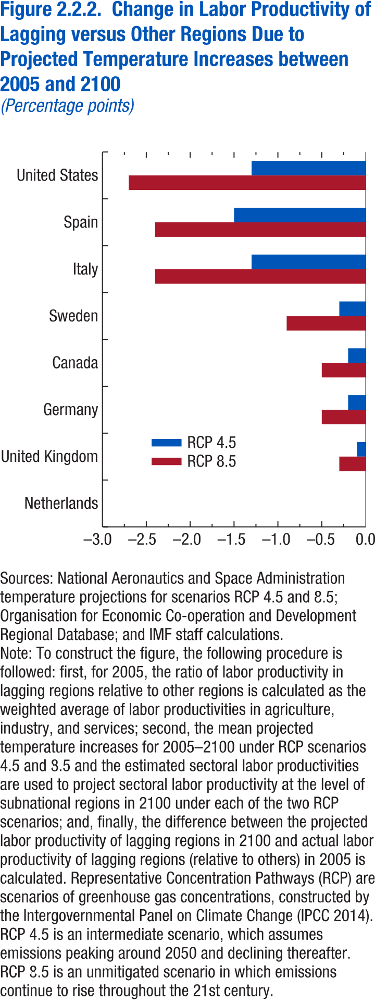 Figure 2.2.2.  Change in Labor Productivity of
Lagging versus Other Regions Due to
Projected Temperature Increases between
2005 and 2100
(Percentage points)
United States
Spain
Italy
Sweden
Canada
Germany
United Kingdom
Netherlands
RCP 4.5
RCP 8.5
–3.0 –2.5 –2.0 –1.5 –1.0 –0.5 0.0
Sources: National Aeronautics and Space Administration
temperature projections for scenarios RCP 4.5 and 8.5;
Organisation for Economic Co-operation and Development
Regional Database; and IMF staff calculations.
Note: To construct the figure, the following procedure is
followed: first, for 2005, the ratio of labor productivity in
lagging regions relative to other regions is calculated as the
weighted average of labor productivities in agriculture,
industry, and services; second, the mean projected
temperature increases for 2005–2100 under RCP scenarios
4.5 and 8.5 and the estimated sectoral labor productivities
are used to project sectoral labor productivity at the level of
subnational regions in 2100 under each of the two RCP
scenarios; and, finally, the difference between the projected
labor productivity of lagging regions in 2100 and actual labor
productivity of lagging regions (relative to others) in 2005 is
calculated. Representative Concentration Pathways (RCP) are
scenarios of greenhouse gas concentrations, constructed by
the Intergovernmental Panel on Climate Change (IPCC 2014).
RCP 4.5 is an intermediate scenario, which assumes
emissions peaking around 2050 and declining thereafter.
RCP 8.5 is an unmitigated scenario in which emissions
continue to rise throughout the 21st century.